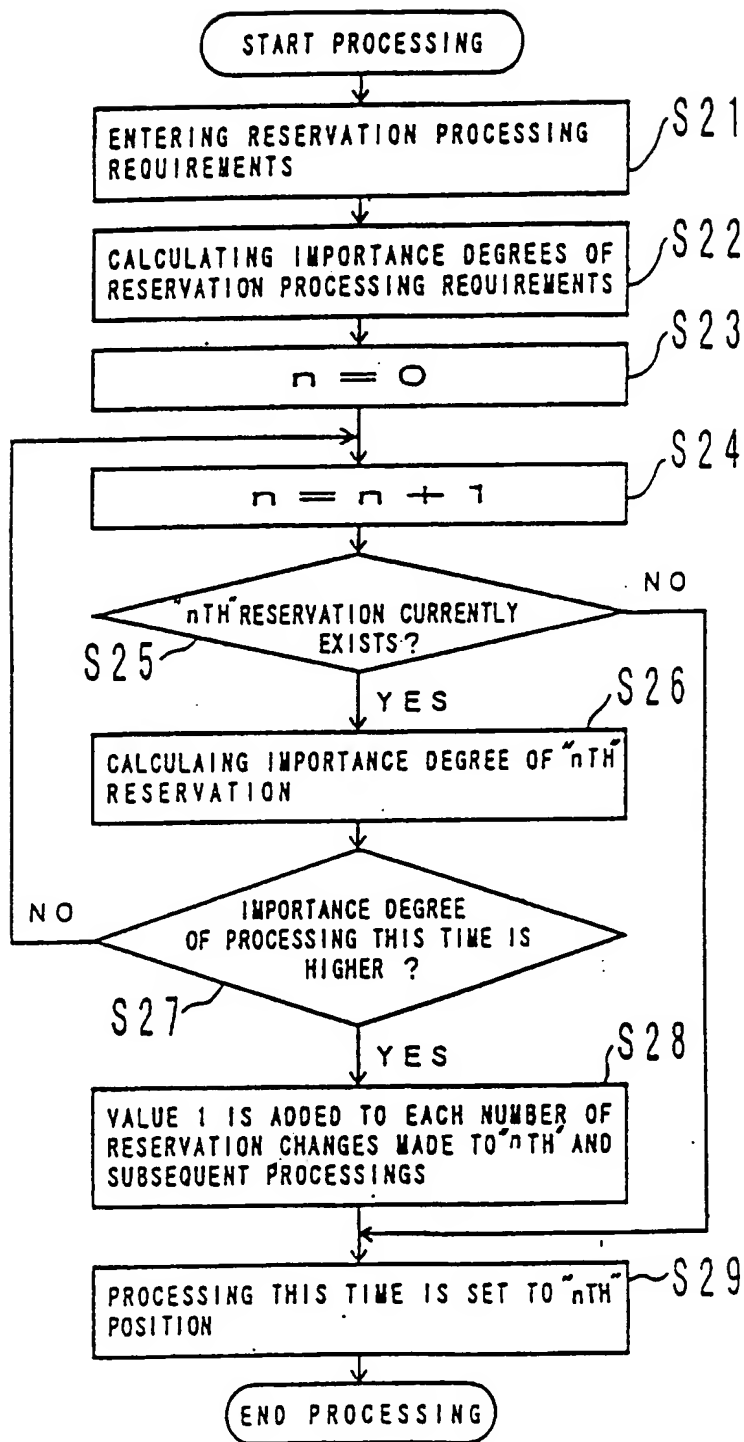 START PROCESSING
ENTERING RESERVATION PROCESSING
REQUIREMENTS
S21
CALCULATING IMPORTANCE DEGREES OF
RESERVATION PROCESSING REQUIREMENTS
S22
n = 0
S23
n = n + 1
S24
"nTH" RESERVATION CURRENTLY
EXISTS?
S25
NO
YES
CALCULAING IMPORTANCE DEGREE OF "nTH"
RESERVATION
S26
IMPORTANCE DEGREE
OF PROCESSING THIS TIME IS
HIGHER ?
NO
S27
YES
VALUE 1 IS ADDED TO EACH NUMBER OF
RESERVATION CHANGES MADE TO "nTH" AND
SUBSEQUENT PROCESSINGS
S28
PROCESSING THIS TIME IS SET TO "nTH"
POSITION
S29
END PROCESSING